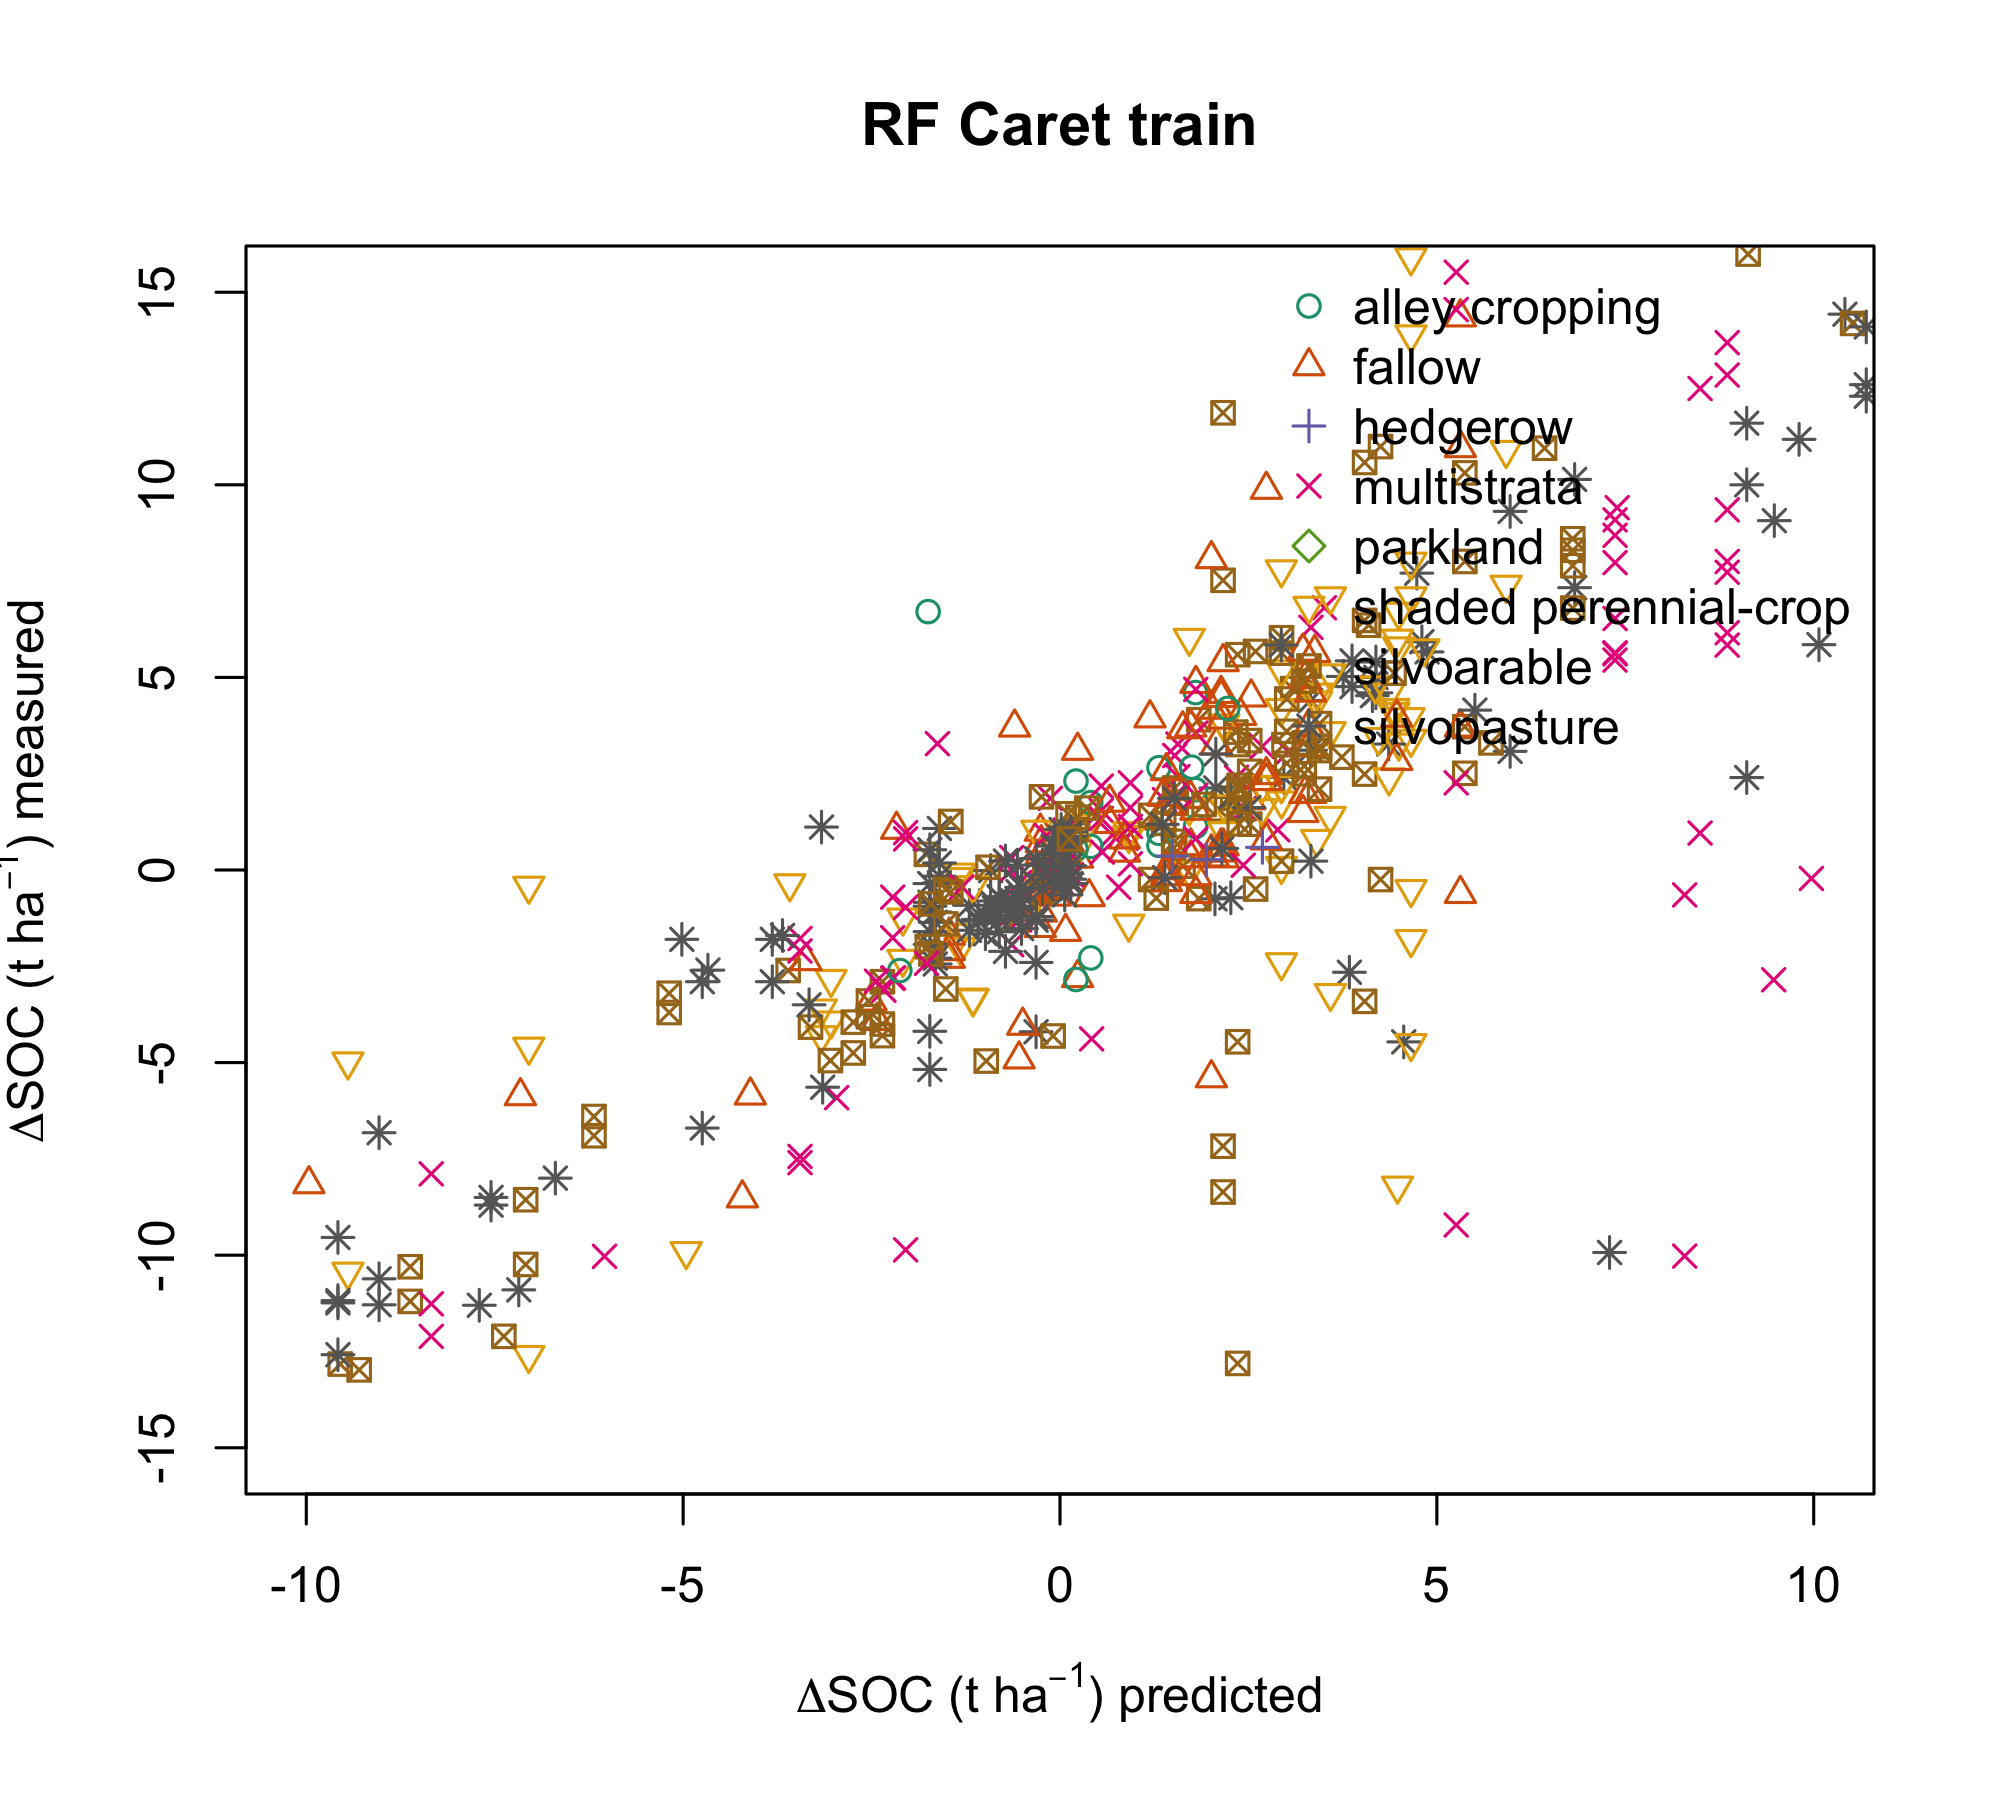 RF Caret train
ΔSOC (t ha⁻¹) measured
15
10
5
0
-5
-10
-15
alley cropping
fallow
hedgerow
multistrata
parkland
shaded perennial-crop
silvoarable
silvopasture
-10 -5 0 5 10
ΔSOC (t ha⁻¹) predicted